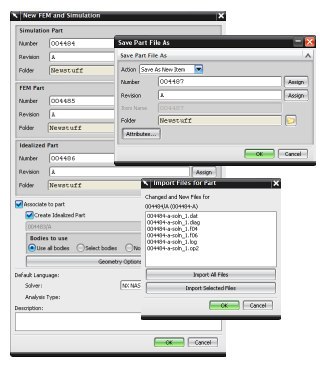 New FEM and Simulation
Simulation Part
Number 004484
Revision A
Folder Newstuff
FEM Part
Number 004485
Revision A
Folder Newstuff
Idealized Part
Number 004486
Revision A Assign
Folder Newstuff
Associate to part
Create Idealized Part
004483/A
Bodies to use
Use all bodies Select bodies No
Geometry Options
Default Language:
Solver: NX NAS
Analysis Type:
Description:
OK Cancel
Save Part File As
Save Part File As
Action Save As New Item
Number 004487 Assign
Revision A Assign
Item Name 004487
Folder Newstuff
Attributes...
OK Cancel
Import Files for Part
Changed and New Files for
004484/A (004484-A)
004484-a-soln_1.dat
004484-a-soln_1.diag
004484-a-soln_1.f04
004484-a-soln_1.f06
004484-a-soln_1.log
004484-a-soln_1.op2
Import All Files
Import Selected Files
OK Cancel